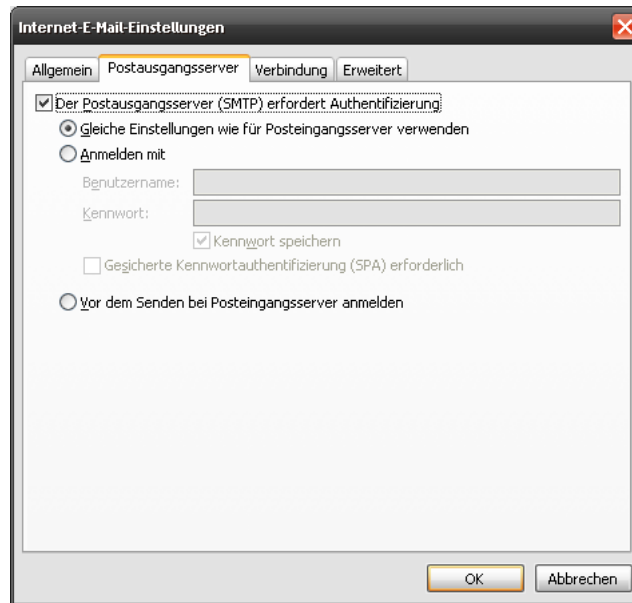 Internet-E-Mail-Einstellungen
Allgemein Postausgangsserver Verbindung Erweitert
Der Postausgangsserver (SMTP) erfordert Authentifizierung
Gleiche Einstellungen wie für Posteingangsserver verwenden
Anmelden mit
Benutzername:
Kennwort:
Kennwort speichern
Gesicherte Kennwortauthentifizierung (SPA) erforderlich
Vor dem Senden bei Posteingangsserver anmelden
OK Abbrechen